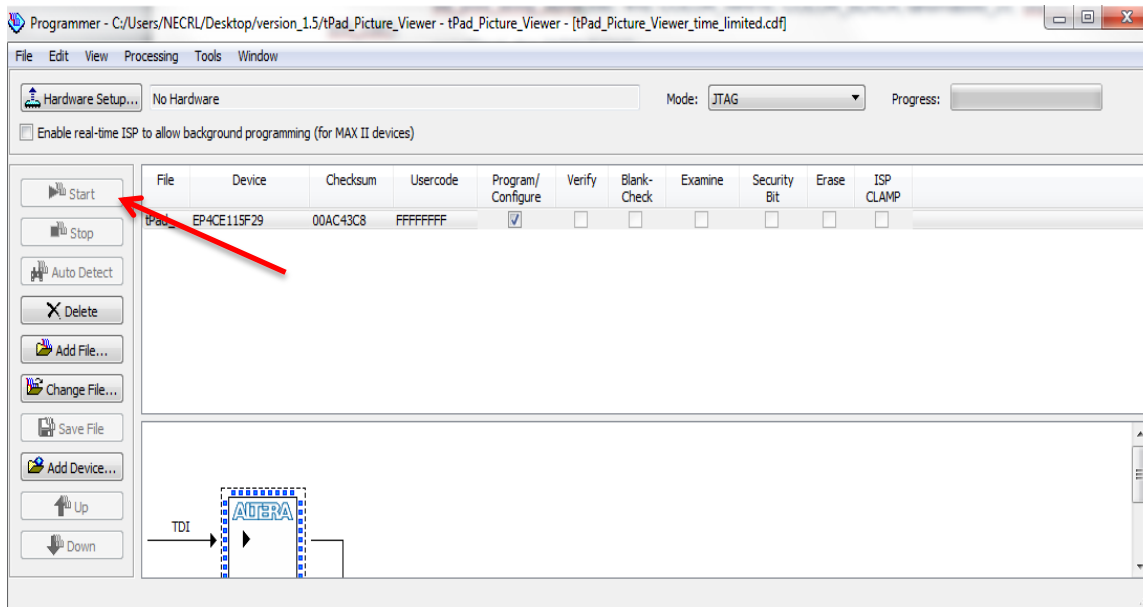 Programmer - C:/Users/NECRL/Desktop/version_1.5/tPad_Picture_Viewer - tPad_Picture_Viewer - [tPad_Picture_Viewer_time_limited.cdf]
File Edit View Processing Tools Window
Hardware Setup... No Hardware Mode: JTAG Progress:
Enable real-time ISP to allow background programming (for MAX II devices)
Start
Stop
Auto Detect
Delete
Add File...
Change File...
Save File
Add Device...
Up
Down
File Device Checksum Usercode Program/ Configure Verify Blank- Check Examine Security Bit Erase ISP CLAMP
tPad_ EP4CE115F29 00AC43C8 FFFFFFFF
TDI
ALTERA